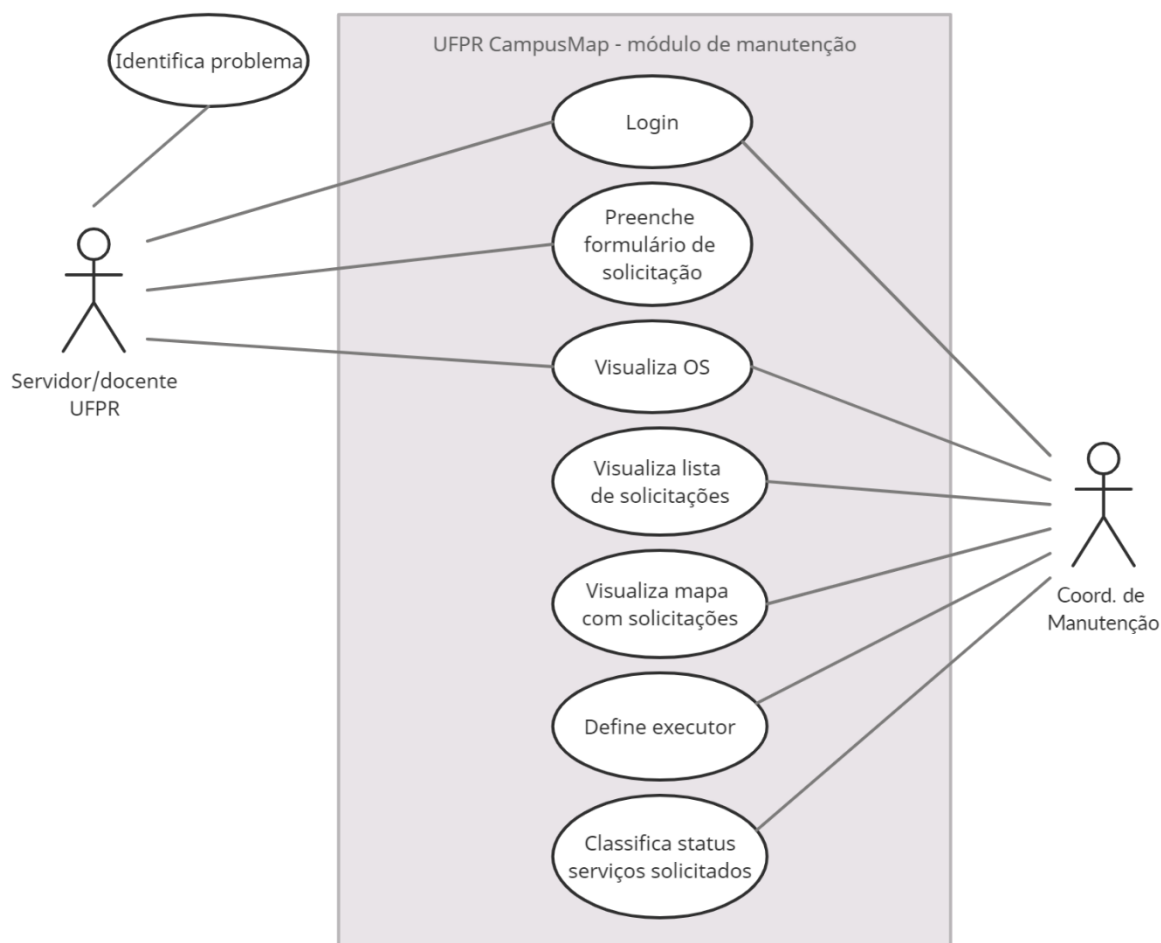 Identifica problema
UFPR CampusMap - módulo de manutenção
Login
Preenche
formulário de
solicitação
Visualiza OS
Servidor/docente
UFPR
Visualiza lista
de solicitações
Visualiza mapa
com solicitações
Coord. de
Manutenção
Define executor
Classifica status
serviços solicitados